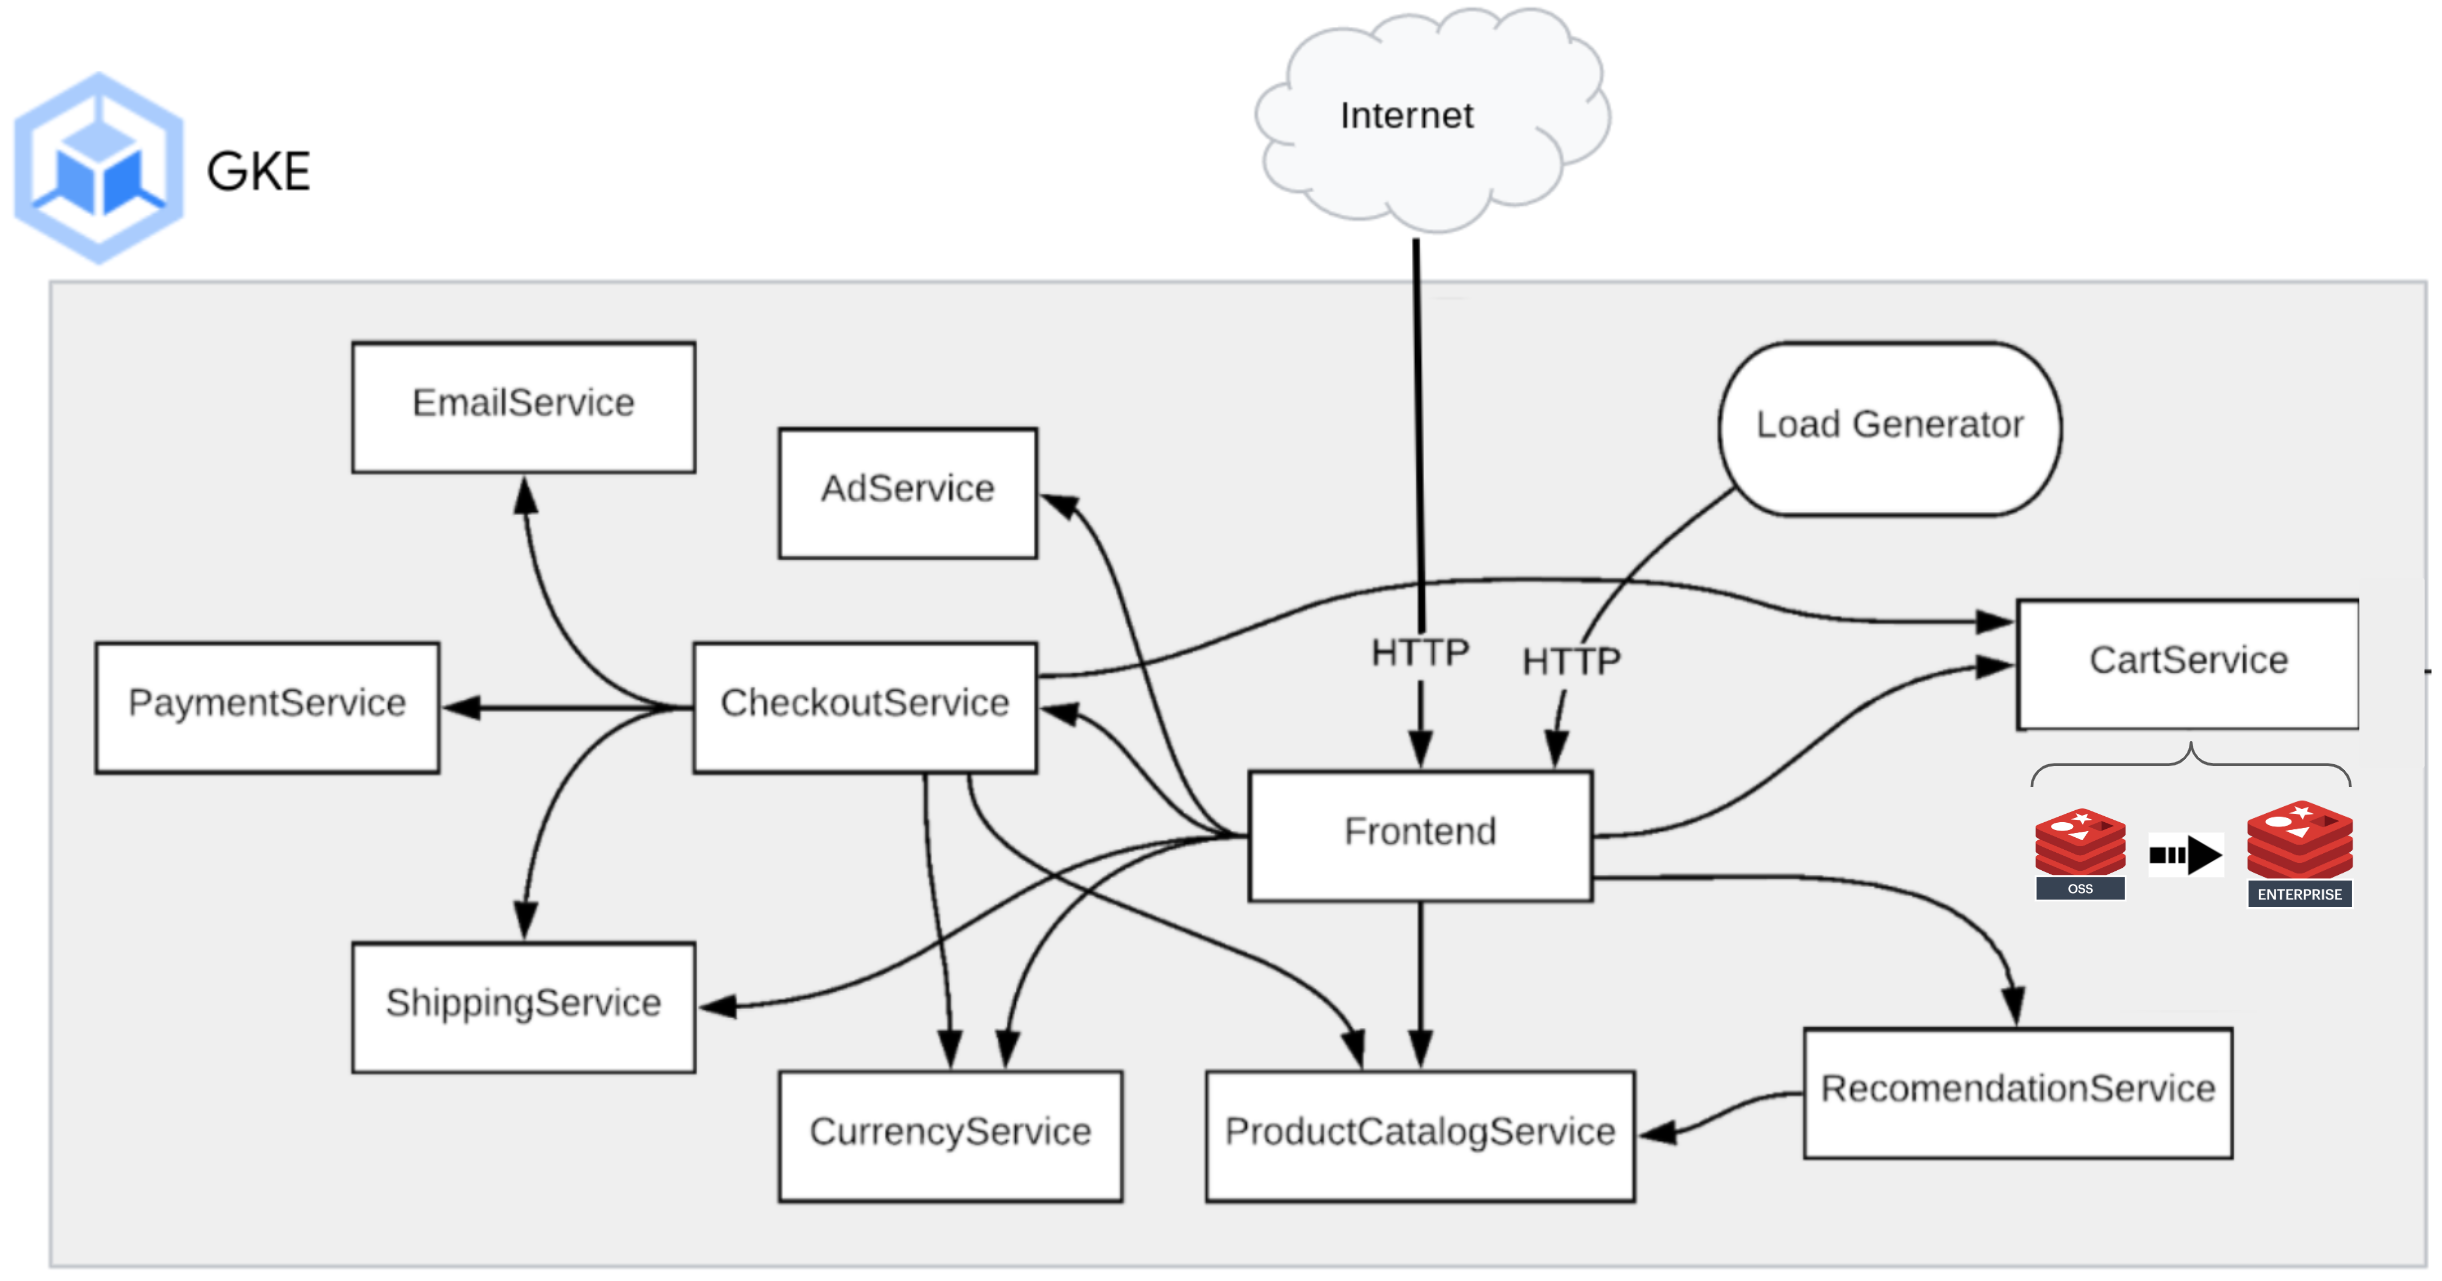 Internet
GKE
EmailService
Load Generator
AdService
HTTP
HTTP
CartService
PaymentService
CheckoutService
Frontend
OSS
ENTERPRISE
ShippingService
RecomendationService
CurrencyService
ProductCatalogService